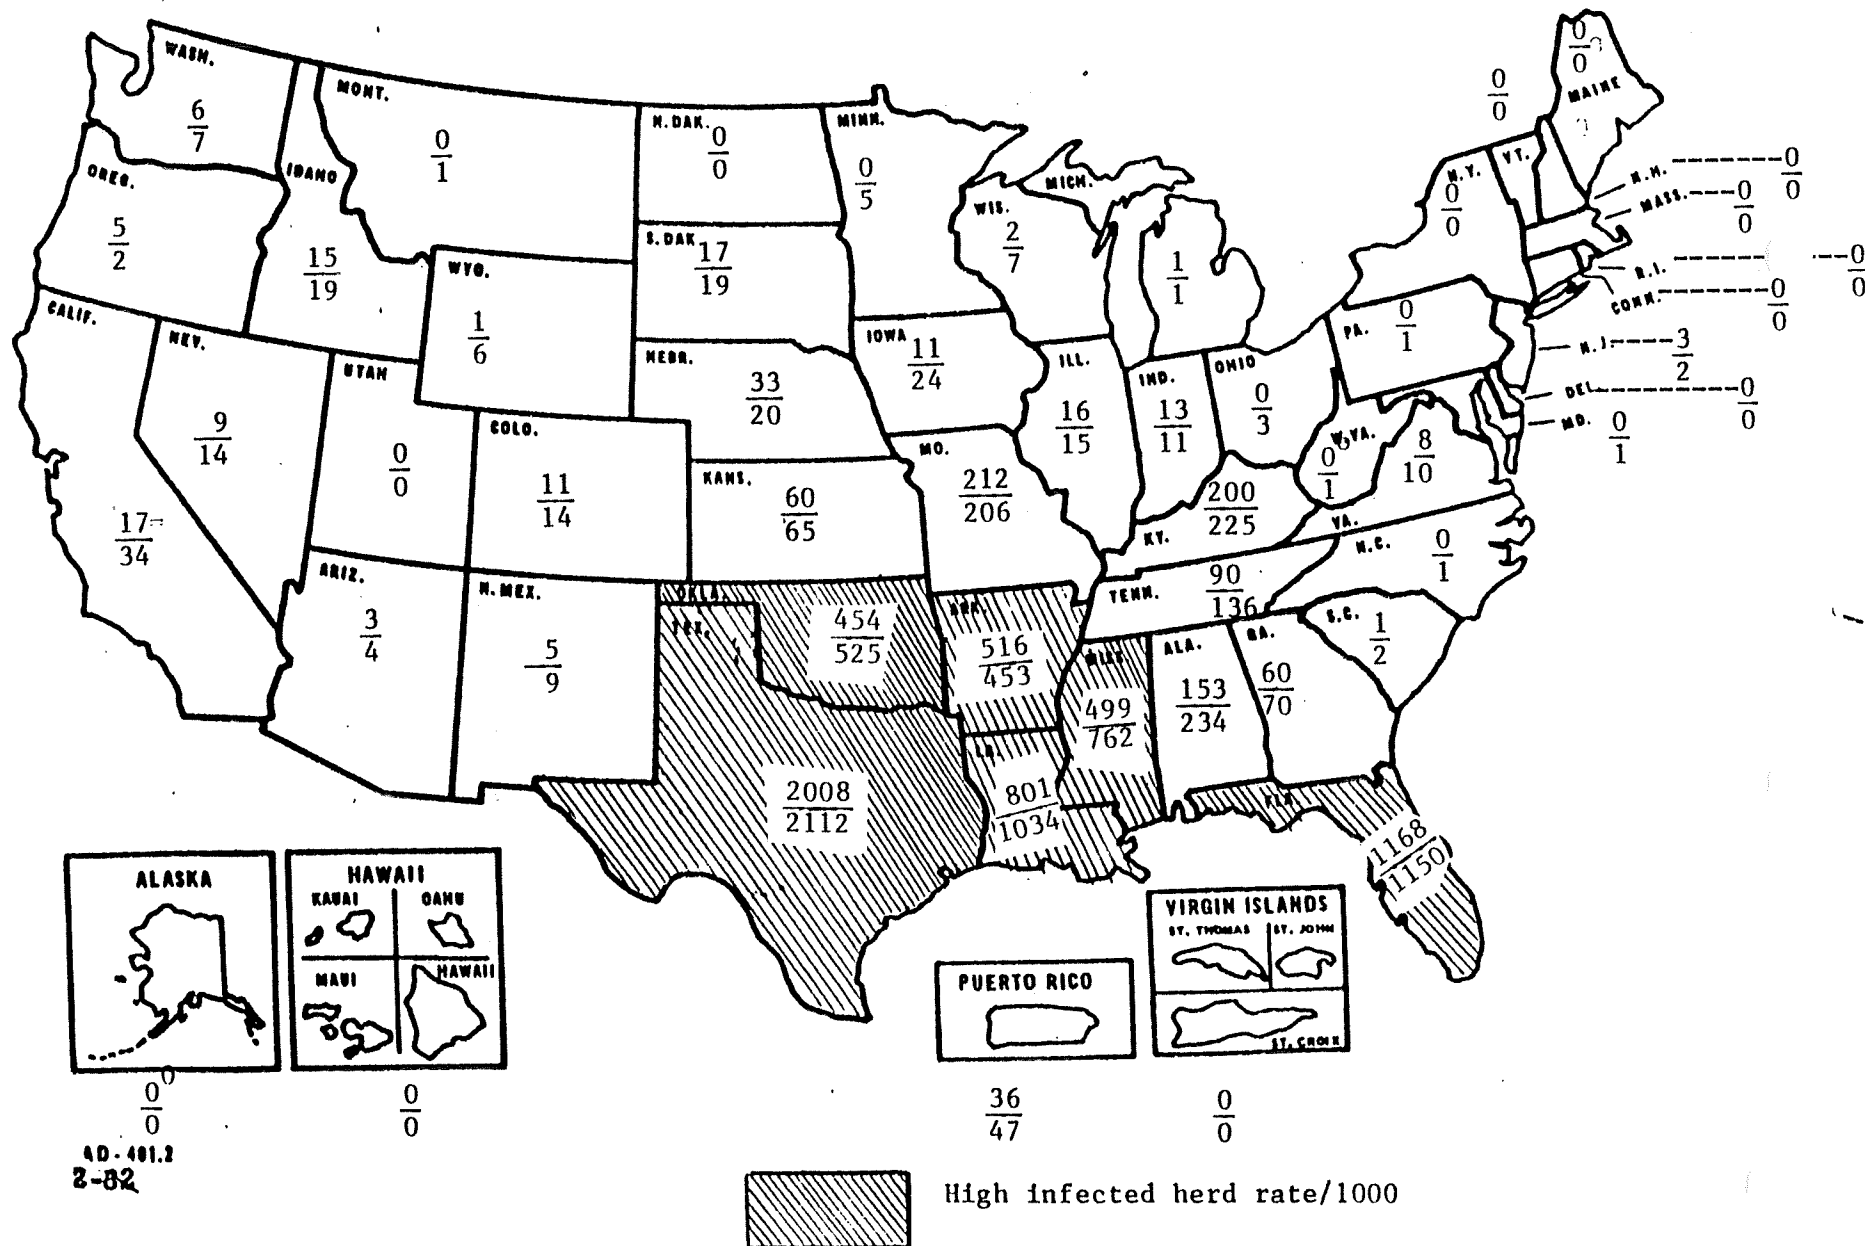 WASH.
6
7
OREG.
5
2
CALIF.
17
34
IDAHO
15
19
NEV.
9
14
MONT.
0
1
WYO.
1
6
UTAH
0
0
COLO.
11
14
ARIZ.
3
4
N. MEX.
5
9
N. DAK.
0
0
S. DAK.
17
19
NEBR.
33
20
KANS.
60
65
OKLA.
454
525
TEX.
2008
2112
MINN.
0
5
IOWA
11
24
MO.
212
206
ARK.
516
453
LA.
801
1034
WIS.
2
7
MICH.
1
1
ILL.
16
15
IND.
13
11
OHIO
0
3
KY.
200
225
TENN.
90
136
MISS.
499
762
ALA.
153
234
GA.
60
70
FLA.
1168
1150
S.C.
1
2
N.C.
0
1
VA.
8
10
W.VA.
0
1
PA.
0
1
N.Y.
0
0
VT.
0
0
MAINE
0
0
N.H.
0
0
MASS.
0
0
R.I.
0
0
CONN.
0
0
N.J.
3
2
DEL.
0
0
MD.
0
1
ALASKA
0
0
HAWAII
KAUAI
OAHU
MAUI
HAWAII
0
0
PUERTO RICO
36
47
VIRGIN ISLANDS
ST. THOMAS
ST. JOHN
ST. CROIX
0
0
AD-401.2
2-82
High infected herd rate/1000